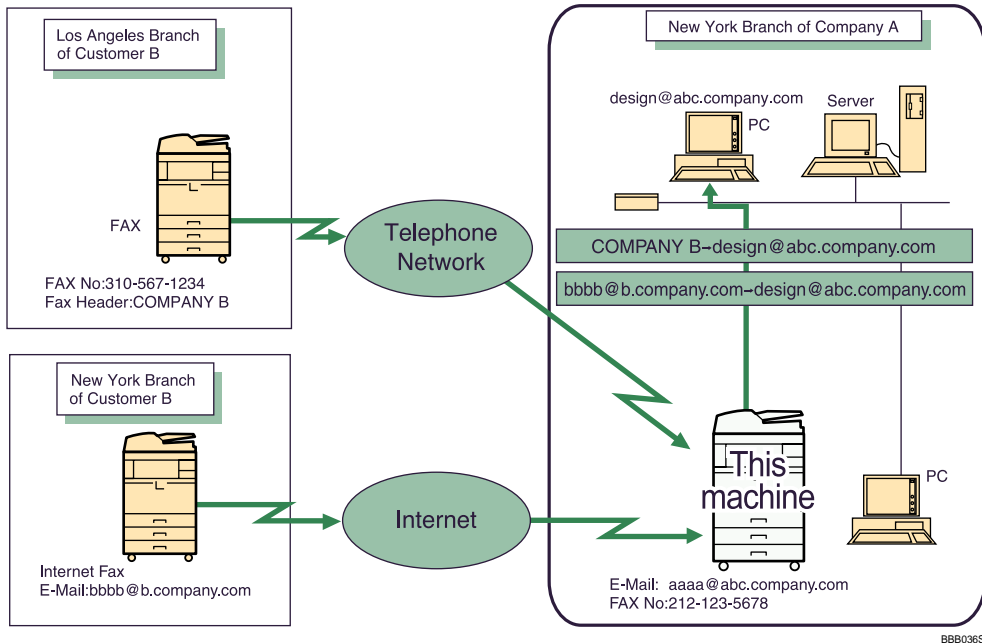 Los Angeles Branch
of Customer B
FAX
FAX No:310-567-1234
Fax Header:COMPANY B
New York Branch
of Customer B
Internet Fax
E-Mail:bbbb@b.company.com
Telephone
Network
Internet
New York Branch of Company A
design@abc.company.com
PC
Server
COMPANY B→design@abc.company.com
bbbb@b.company.com→design@abc.company.com
This
machine
PC
E-Mail: aaaa@abc.company.com
FAX No:212-123-5678
BBB036S